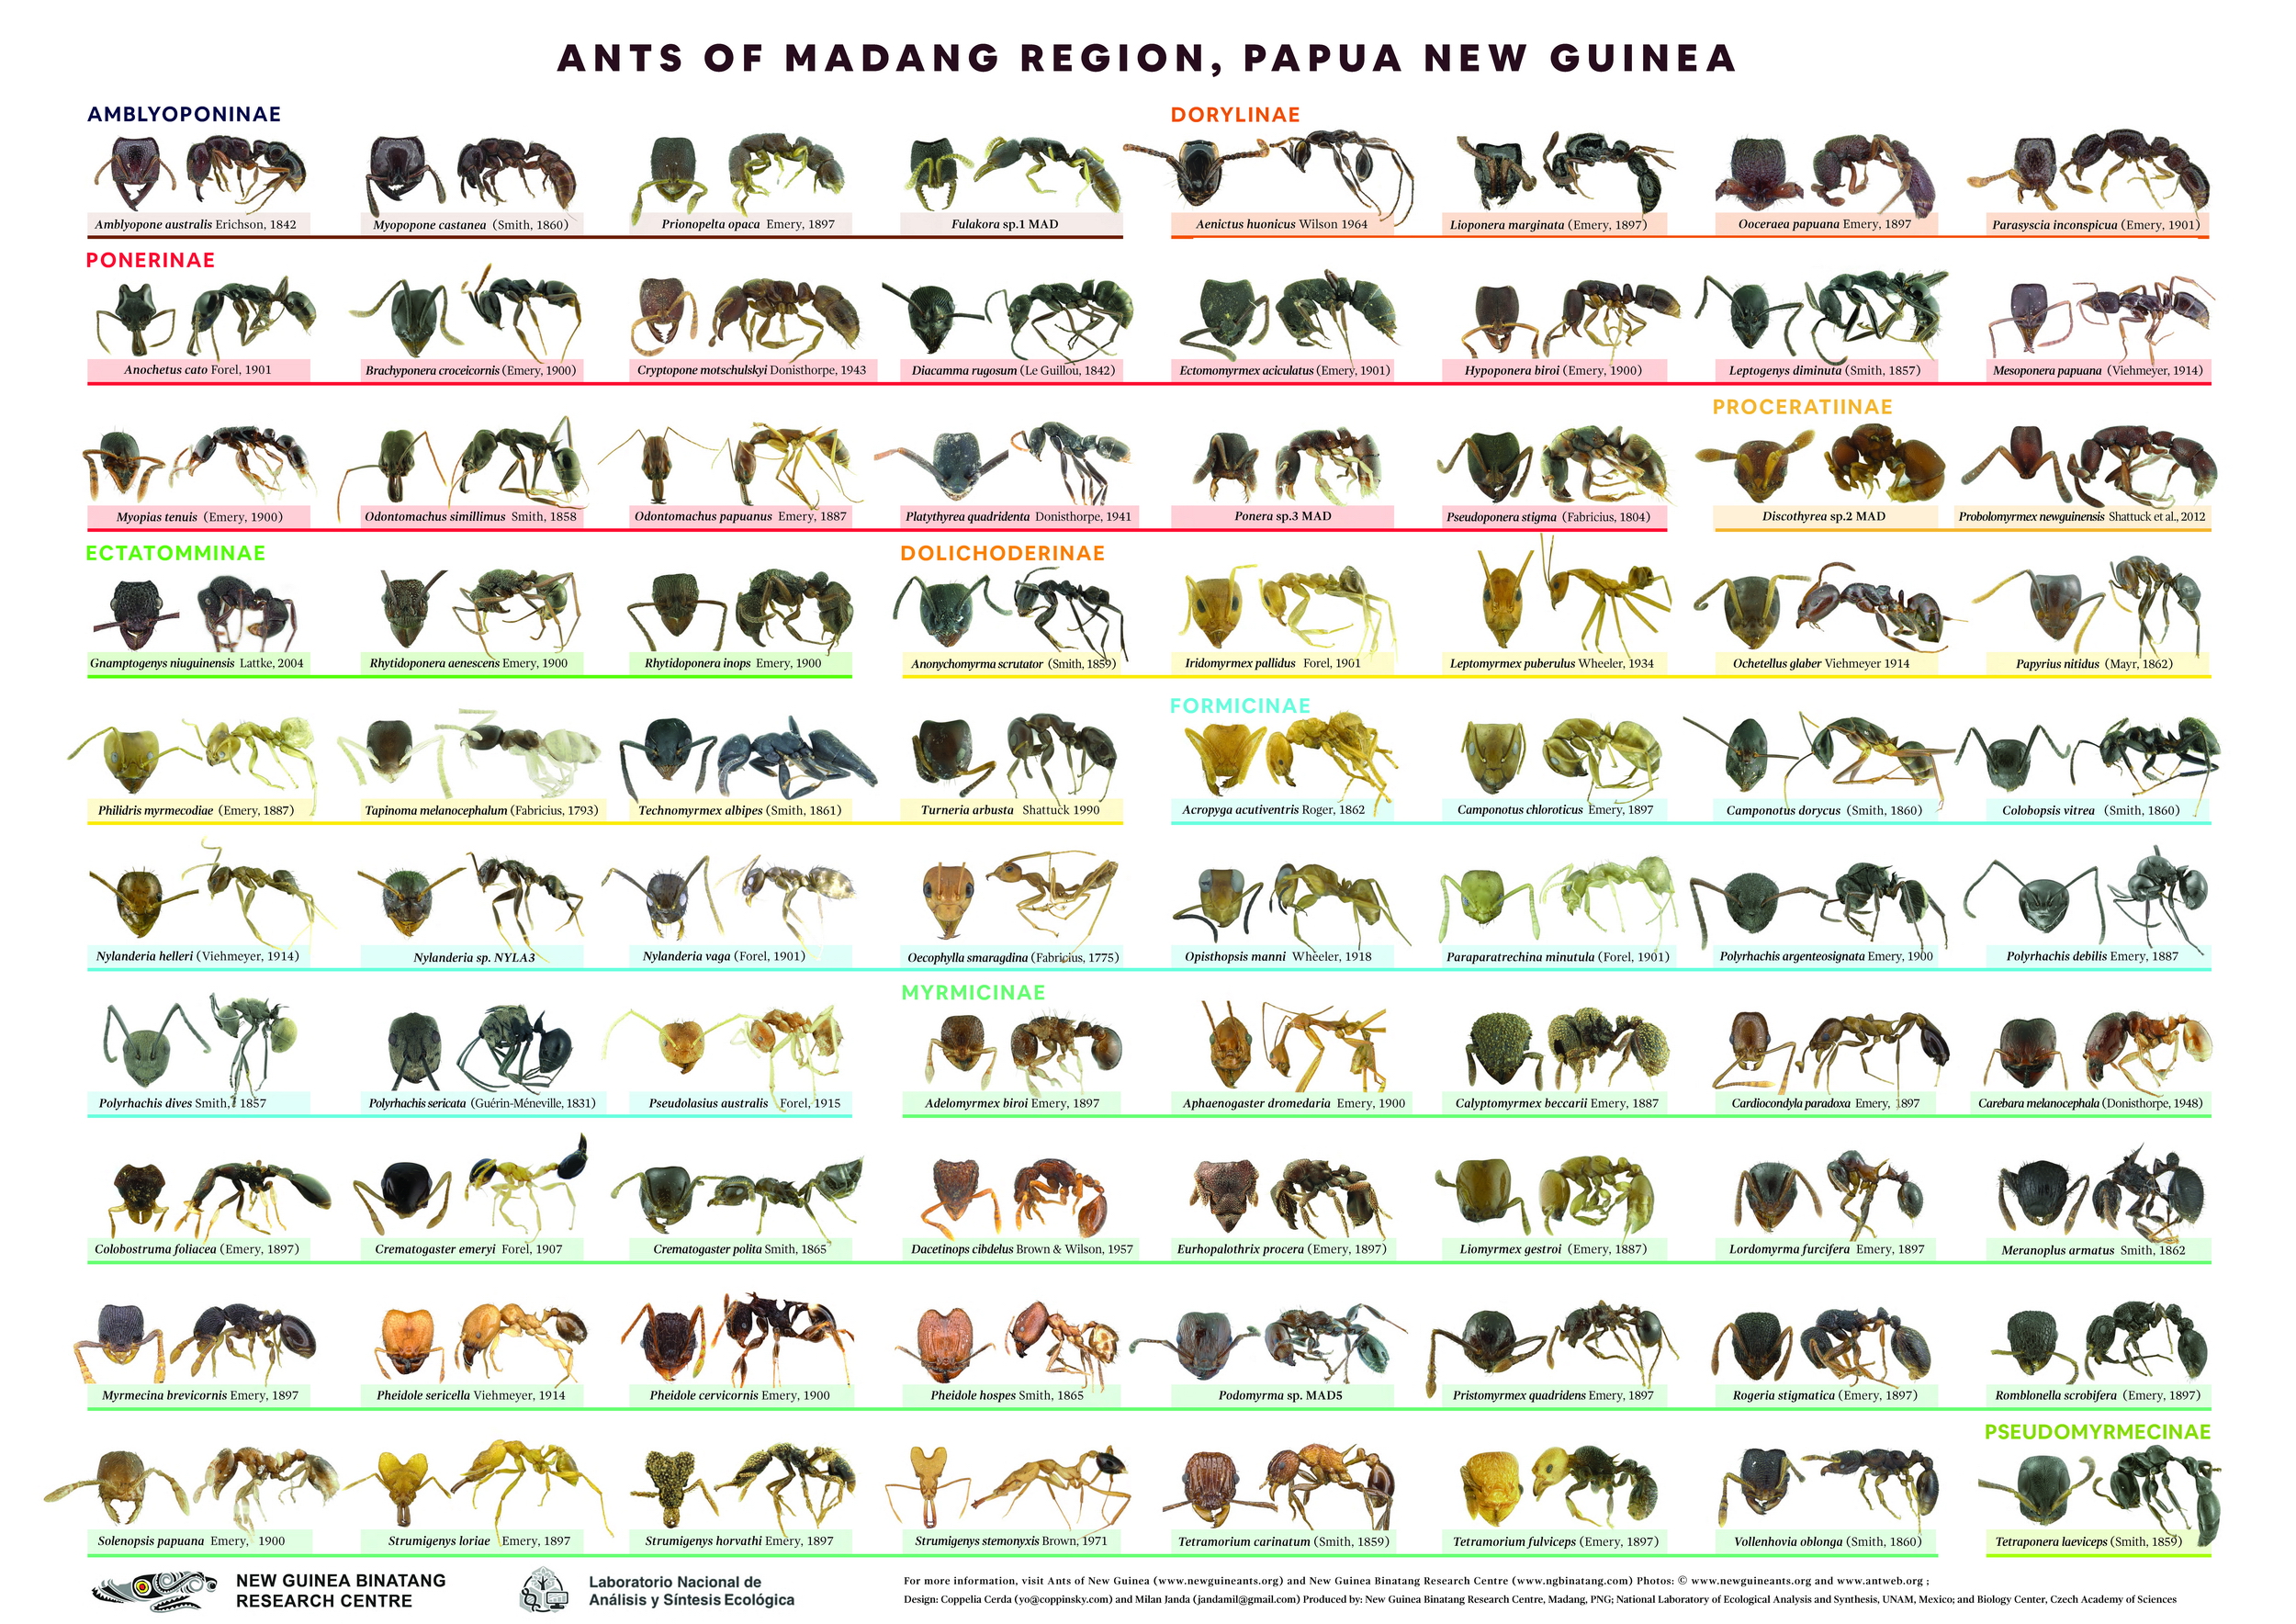 ANTS OF MADANG REGION, PAPUA NEW GUINEA
AMBLYOPONINAE
DORYLINAE
Amblyopone australis Erichson, 1842
Myopopone castanea (Smith, 1860)
Prionopelta opaca Emery, 1897
Fulakora sp.1 MAD
Aenictus huonicus Wilson 1964
Lioponera marginata (Emery, 1897)
Ooceraea papuana Emery, 1897
Parasyscia inconspicua (Emery, 1901)
PONERINAE
Anochetus cato Forel, 1901
Brachyponera croceicornis (Emery, 1900)
Cryptopone motschulskyi Donisthorpe, 1943
Diacamma rugosum (Le Guillou, 1842)
Ectomomyrmex aciculatus (Emery, 1901)
Hypoponera biroi (Emery, 1900)
Leptogenys diminuta (Smith, 1857)
Mesoponera papuana (Viehmeyer, 1914)
PROCERATIINAE
Myopias tenuis (Emery, 1900)
Odontomachus simillimus Smith, 1858
Odontomachus papuanus Emery, 1887
Platythyrea quadridenta Donisthorpe, 1941
Ponera sp.3 MAD
Pseudoponera stigma (Fabricius, 1804)
Discothyrea sp.2 MAD
Probolomyrmex newguinensis Shattuck et al., 2012
ECTATOMMINAE
DOLICHODERINAE
Gnamptogenys niuguinensis Lattke, 2004
Rhytidoponera aenescens Emery, 1900
Rhytidoponera inops Emery, 1900
Anonychomyrma scrutator (Smith, 1859)
Iridomyrmex pallidus Forel, 1901
Leptomyrmex puberulus Wheeler, 1934
Ochetellus glaber Viehmeyer 1914
Papyrius nitidus (Mayr, 1862)
FORMICINAE
Philidris myrmecodiae (Emery, 1887)
Tapinoma melanocephalum (Fabricius, 1793)
Technomyrmex albipes (Smith, 1861)
Turneria arbusta Shattuck 1990
Acropyga acutiventris Roger, 1862
Camponotus chloroticus Emery, 1897
Camponotus dorycus (Smith, 1860)
Colobopsis vitrea (Smith, 1860)
Nylanderia helleri (Viehmeyer, 1914)
Nylanderia sp. NYLA3
Nylanderia vaga (Forel, 1901)
Oecophylla smaragdina (Fabricius, 1775)
Opisthopsis manni Wheeler, 1918
Paraparatrechina minutula (Forel, 1901)
Polyrhachis argenteosignata Emery, 1900
Polyrhachis debilis Emery, 1887
MYRMICINAE
Polyrhachis dives Smith, 1857
Polyrhachis sericata (Guérin-Méneville, 1831)
Pseudolasius australis Forel, 1915
Adelomyrmex biroi Emery, 1897
Aphaenogaster dromedaria Emery, 1900
Calyptomyrmex beccarii Emery, 1887
Cardiocondyla paradoxa Emery, 1897
Carebara melanocephala (Donisthorpe, 1948)
Colobostruma foliacea (Emery, 1897)
Crematogaster emeryi Forel, 1907
Crematogaster polita Smith, 1865
Dacetinops cibdelus Brown & Wilson, 1957
Eurhopalothrix procera (Emery, 1897)
Liomyrmex gestroi (Emery, 1887)
Lordomyrma furcifera Emery, 1897
Meranoplus armatus Smith, 1862
Myrmecina brevicornis Emery, 1897
Pheidole sericella Viehmeyer, 1914
Pheidole cervicornis Emery, 1900
Pheidole hospes Smith, 1865
Podomyrma sp. MAD5
Pristomyrmex quadridens Emery, 1897
Rogeria stigmatica (Emery, 1897)
Romblonella scrobifera (Emery, 1897)
PSEUDOMYRMECINAE
Solenopsis papuana Emery, 1900
Strumigenys loriae Emery, 1897
Strumigenys horvathi Emery, 1897
Strumigenys stemonyxis Brown, 1971
Tetramorium carinatum (Smith, 1859)
Tetramorium fulviceps (Emery, 1897)
Vollenhovia oblonga (Smith, 1860)
Tetraponera laeviceps (Smith, 1859)
NEW GUINEA BINATANG
RESEARCH CENTRE
Laboratorio Nacional de
Análisis y Síntesis Ecológica
For more information, visit Ants of New Guinea (www.newguineants.org) and New Guinea Binatang Research Centre (www.ngbinatang.com) Photos: © www.newguineants.org and www.antweb.org ;
Design: Coppelia Cerda (yo@coppinsky.com) and Milan Janda (jandamil@gmail.com) Produced by: New Guinea Binatang Research Centre, Madang, PNG; National Laboratory of Ecological Analysis and Synthesis, UNAM, Mexico; and Biology Center, Czech Academy of Sciences